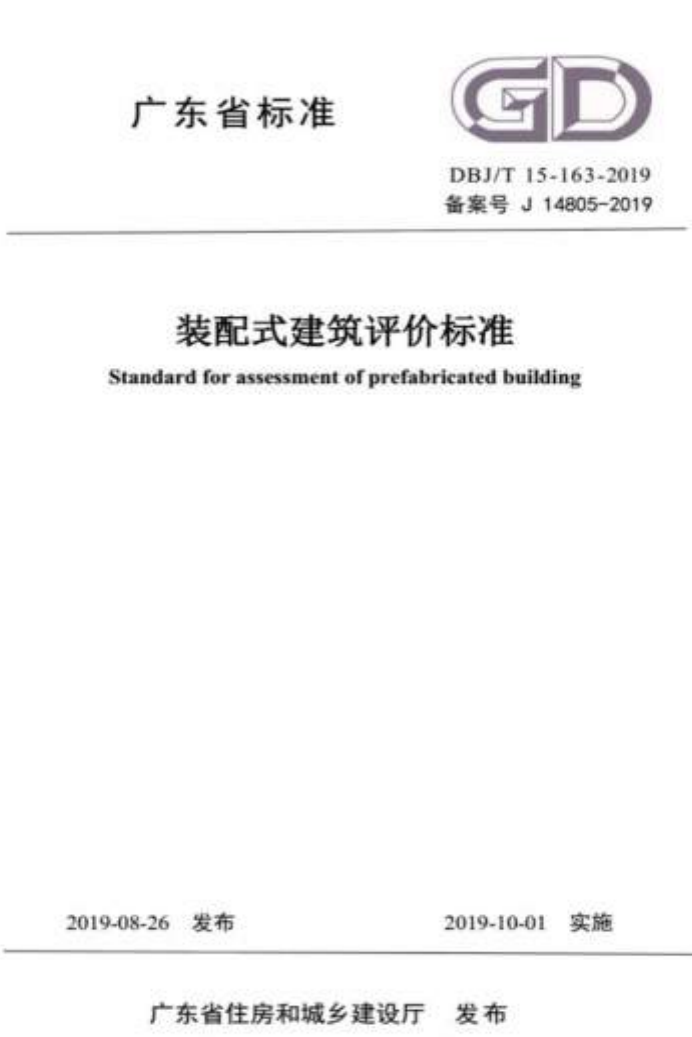 广东省标准
GD
DBJ/T 15-163-2019
备案号 J 14805-2019
装配式建筑评价标准
Standard for assessment of prefabricated building
2019-08-26 发布
2019-10-01 实施
广东省住房和城乡建设厅 发布